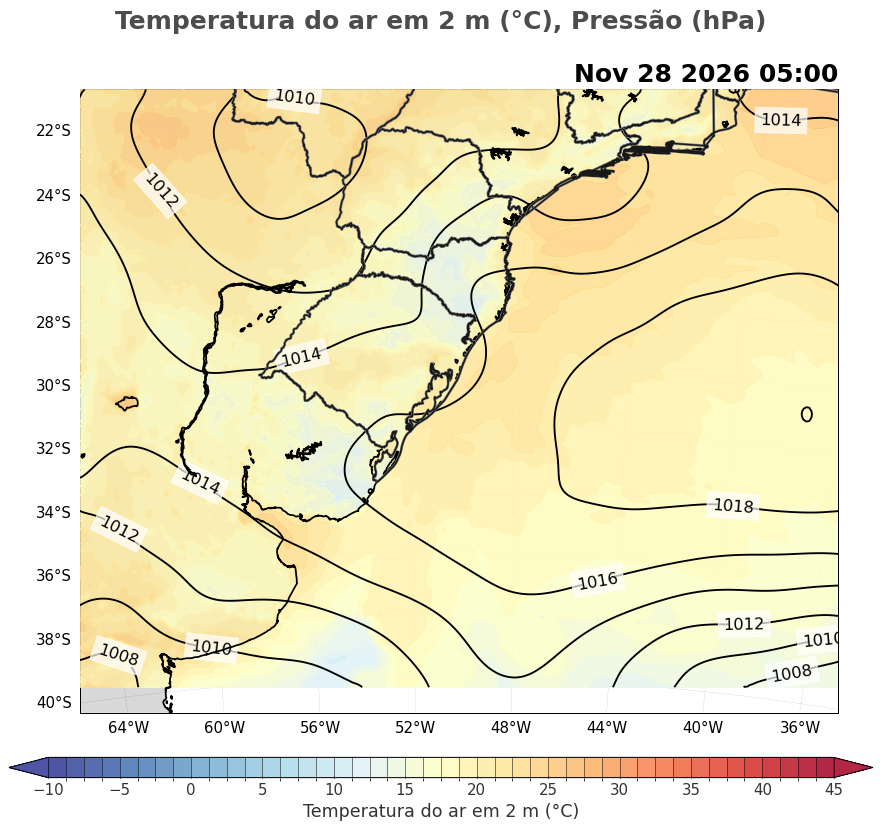 Temperatura do ar em 2 m (°C), Pressão (hPa)
Nov 28 2026 05:00
1010
1014
22°S
1012
24°S
26°S
28°S
1014
30°S
32°S
1014
1018
34°S
1012
36°S
1016
1012
38°S
1010
1010
1008
1008
40°S
64°W 60°W 56°W 52°W 48°W 44°W 40°W 36°W
−10 −5 0 5 10 15 20 25 30 35 40 45
Temperatura do ar em 2 m (°C)